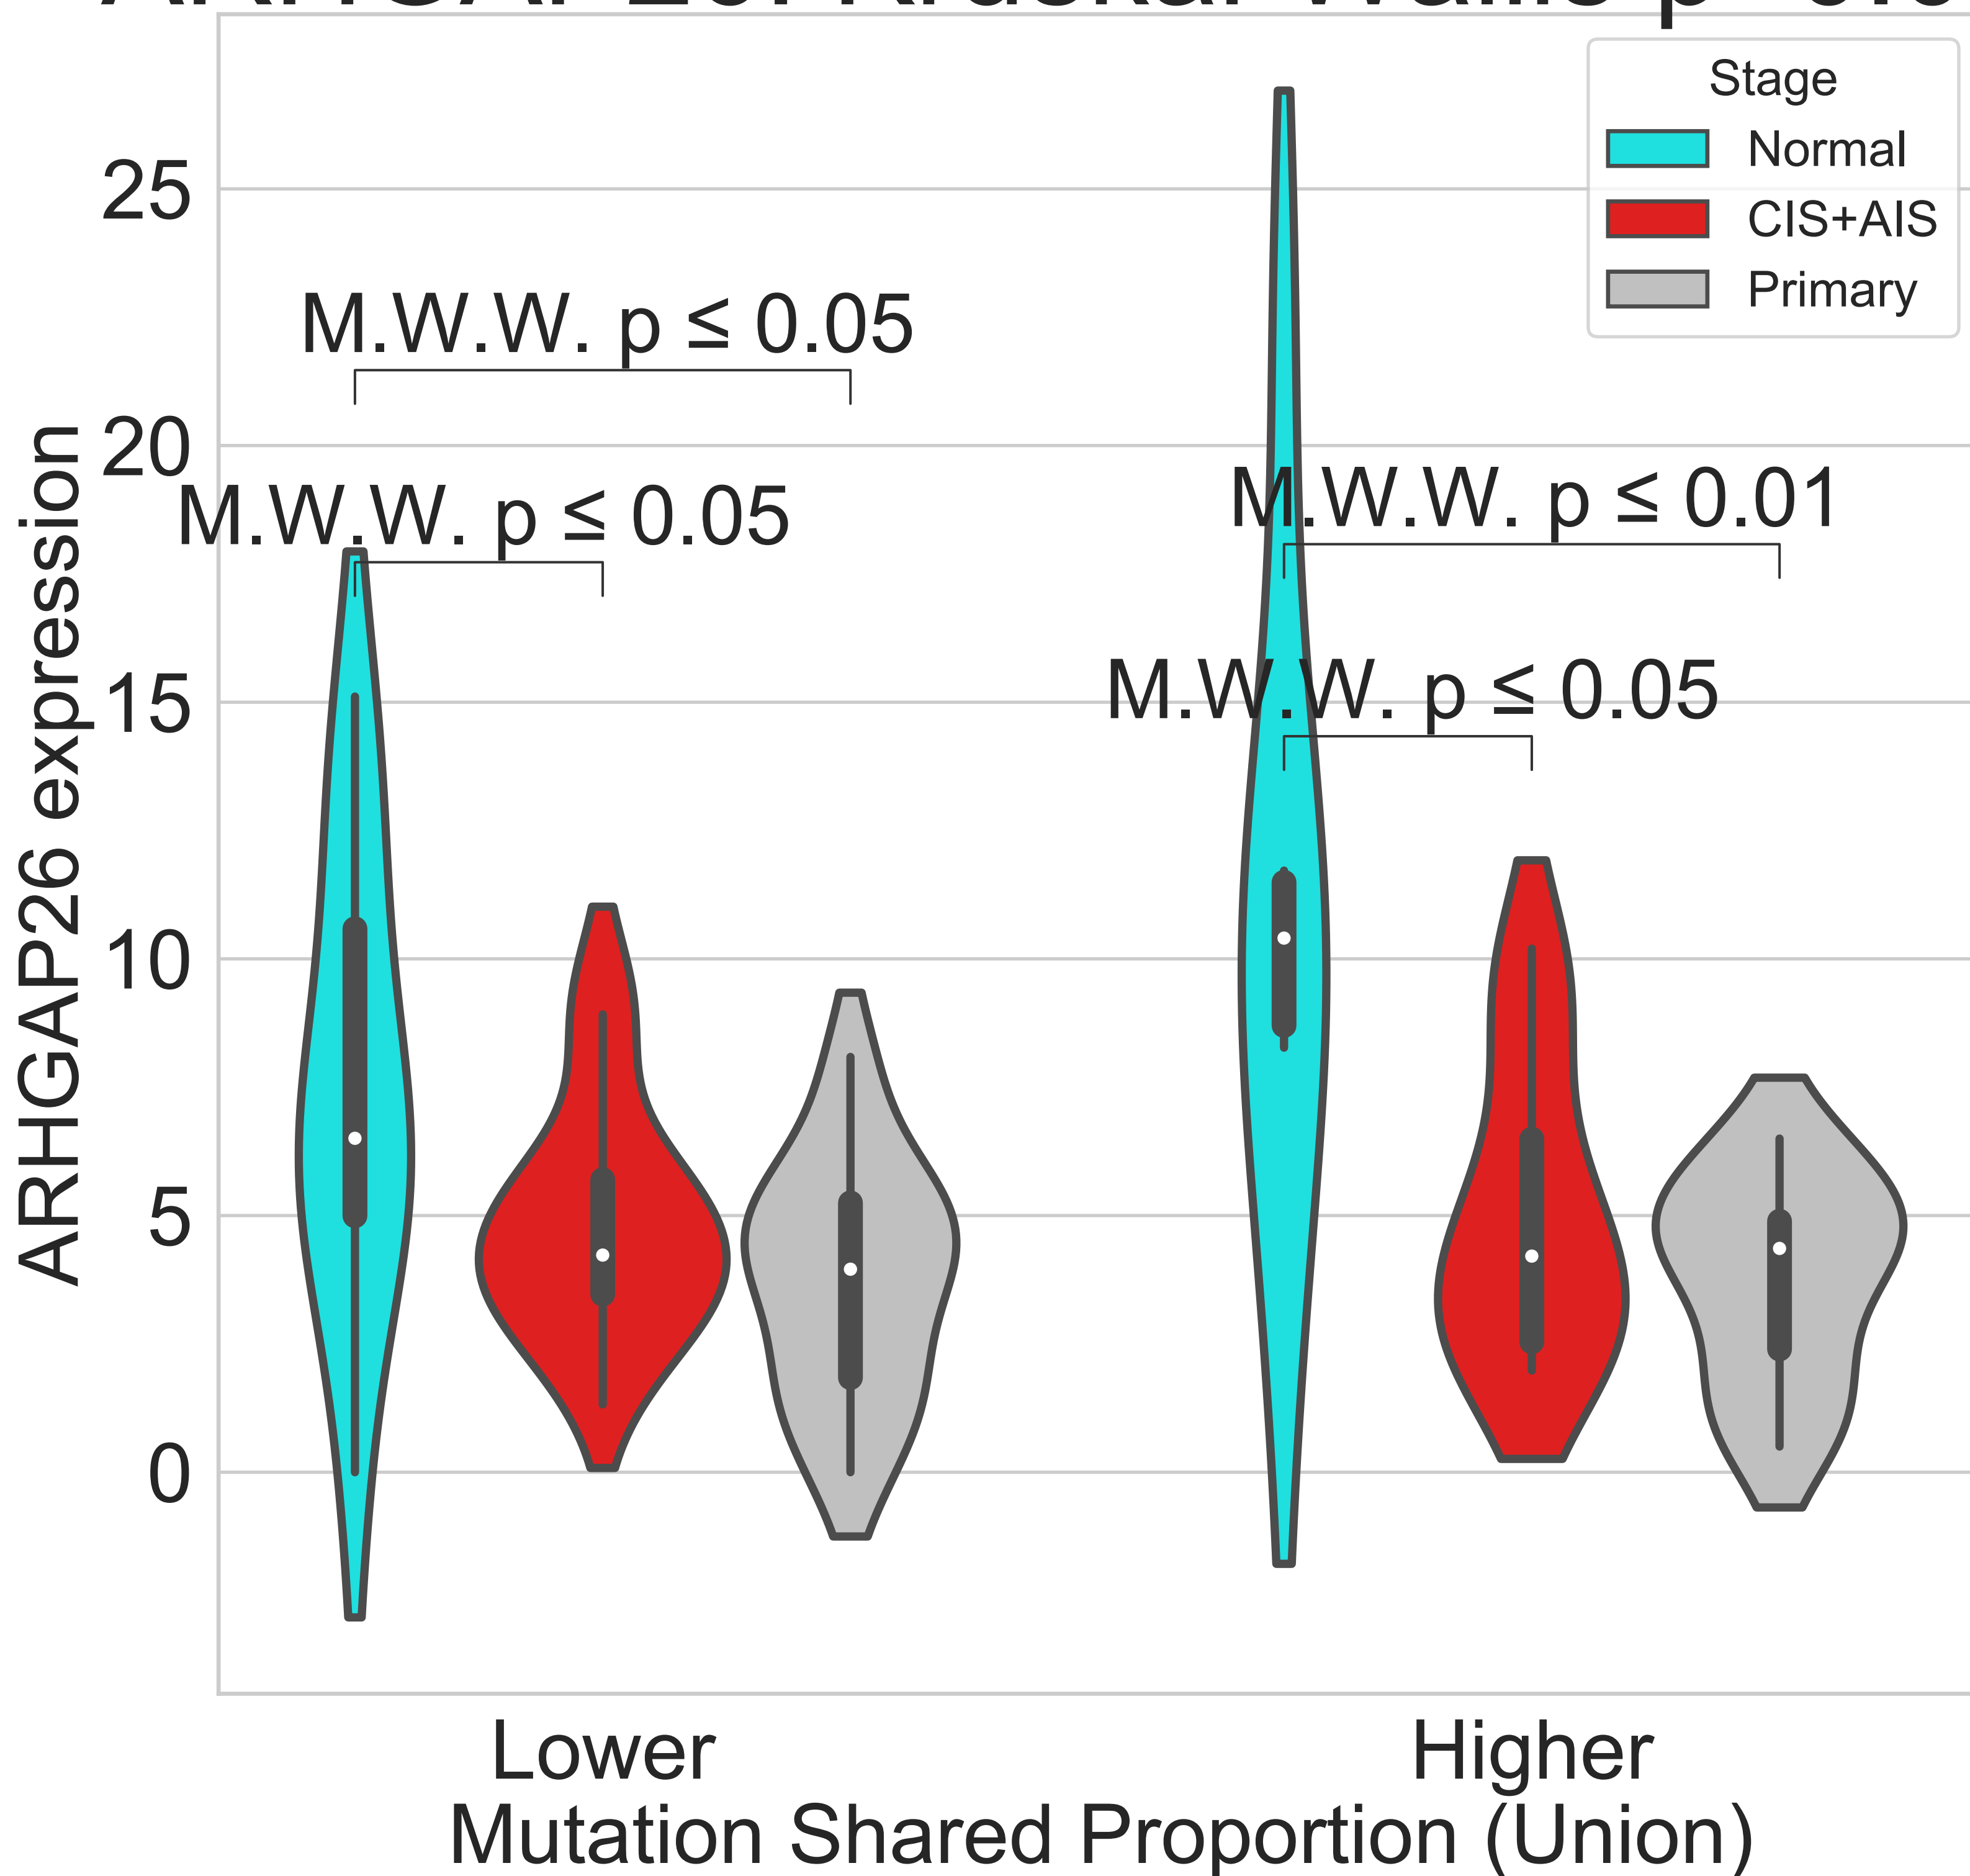 Stage
Normal
CIS+AIS
Primary
25
20
15
10
5
0
ARHGAP26 expression
M.W.W. p ≤ 0.05
M.W.W. p ≤ 0.05
M.W.W. p ≤ 0.01
M.W.W. p ≤ 0.05
Lower
Higher
Mutation Shared Proportion (Union)